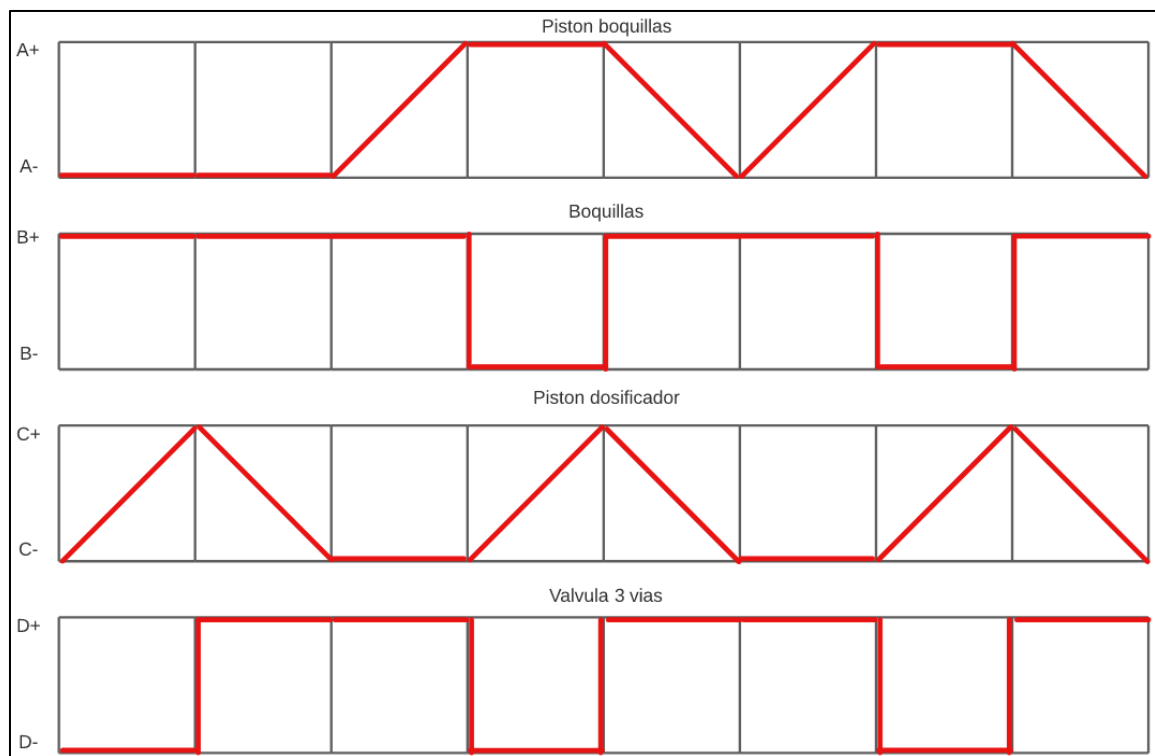 Piston boquillas
A+
A-
Boquillas
B+
B-
Piston dosificador
C+
C-
Valvula 3 vias
D+
D-